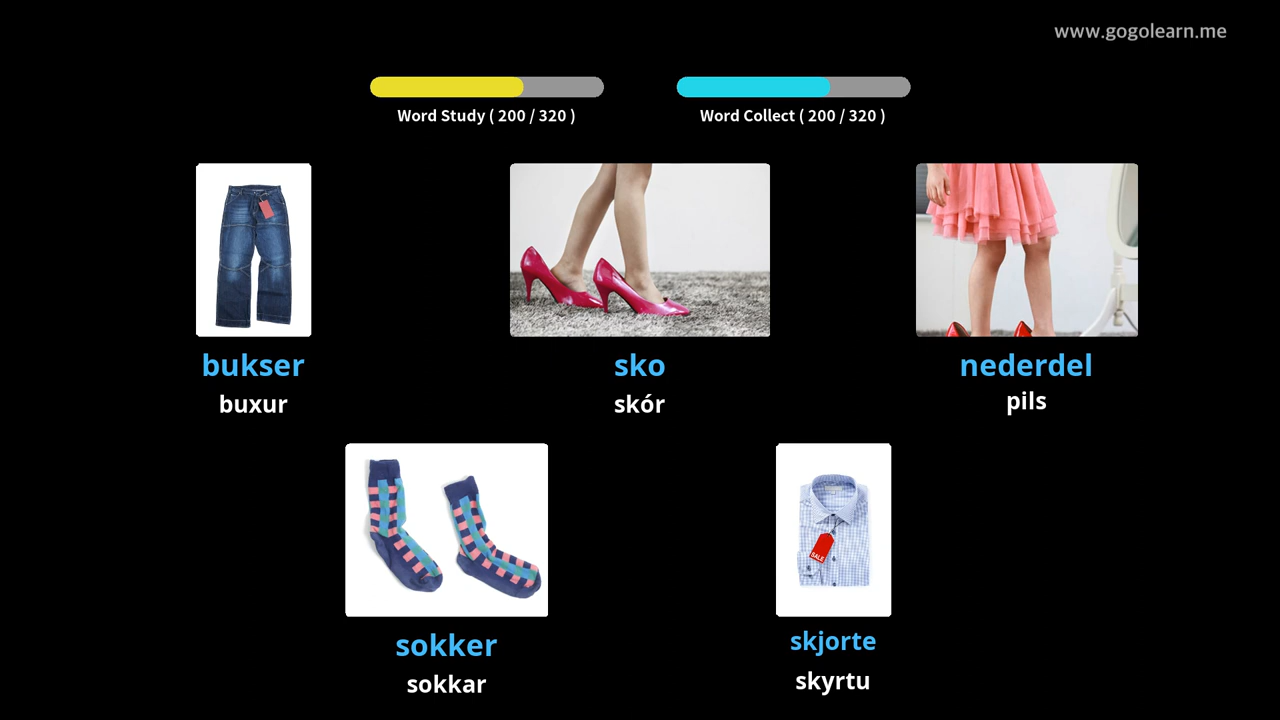 www.gogolearn.me
Word Study ( 200 / 320 )
Word Collect ( 200 / 320 )
bukser
buxur
sko
skór
nederdel
pils
sokker
sokkar
SALE
skjorte
skyrtu